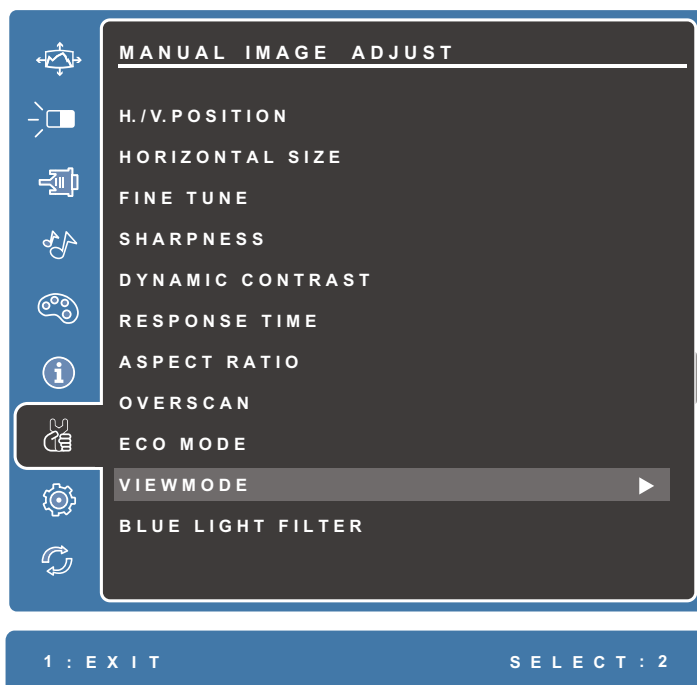 MANUAL IMAGE ADJUST
H./V.POSITION
HORIZONTAL SIZE
FINE TUNE
SHARPNESS
DYNAMIC CONTRAST
RESPONSE TIME
ASPECT RATIO
OVERSCAN
ECO MODE
VIEWMODE
BLUE LIGHT FILTER
1:EXIT SELECT:2